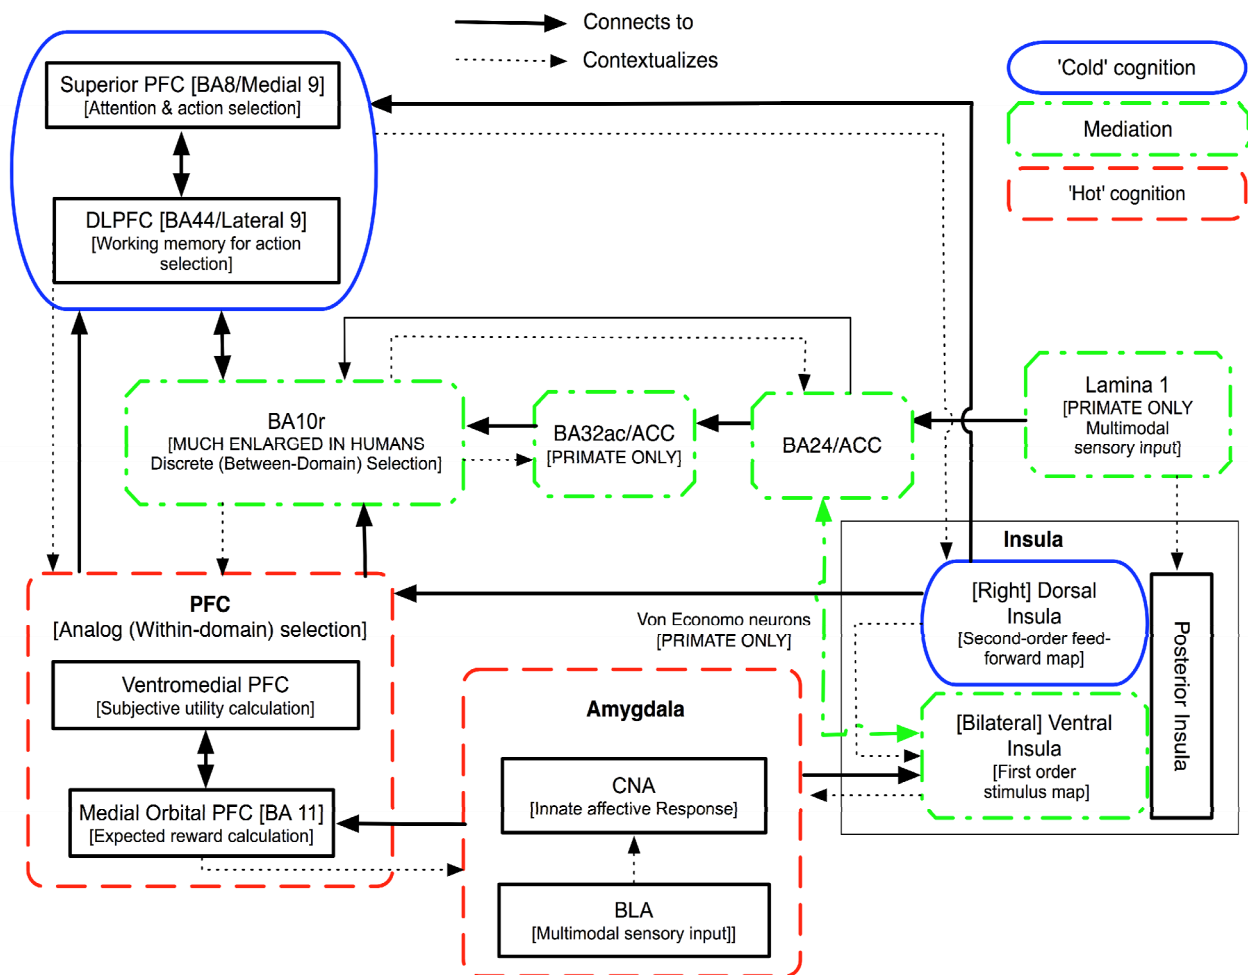 Connects to
Contextualizes
'Cold' cognition
Mediation
'Hot' cognition
Superior PFC [BA8/Medial 9]
[Attention & action selection]
DLPFC [BA44/Lateral 9]
[Working memory for action
selection]
BA10r
[MUCH ENLARGED IN HUMANS
Discrete (Between-Domain) Selection]
BA32ac/ACC
[PRIMATE ONLY]
BA24/ACC
Lamina 1
[PRIMATE ONLY
Multimodal
sensory input]
Insula
[Right] Dorsal
Insula
[Second-order feed-
forward map]
Posterior Insula
[Bilateral] Ventral
Insula
[First order
stimulus map]
Von Economo neurons
[PRIMATE ONLY]
PFC
[Analog (Within-domain) selection]
Ventromedial PFC
[Subjective utility calculation]
Medial Orbital PFC [BA 11]
[Expected reward calculation]
Amygdala
CNA
[Innate affective Response]
BLA
[Multimodal sensory input]]